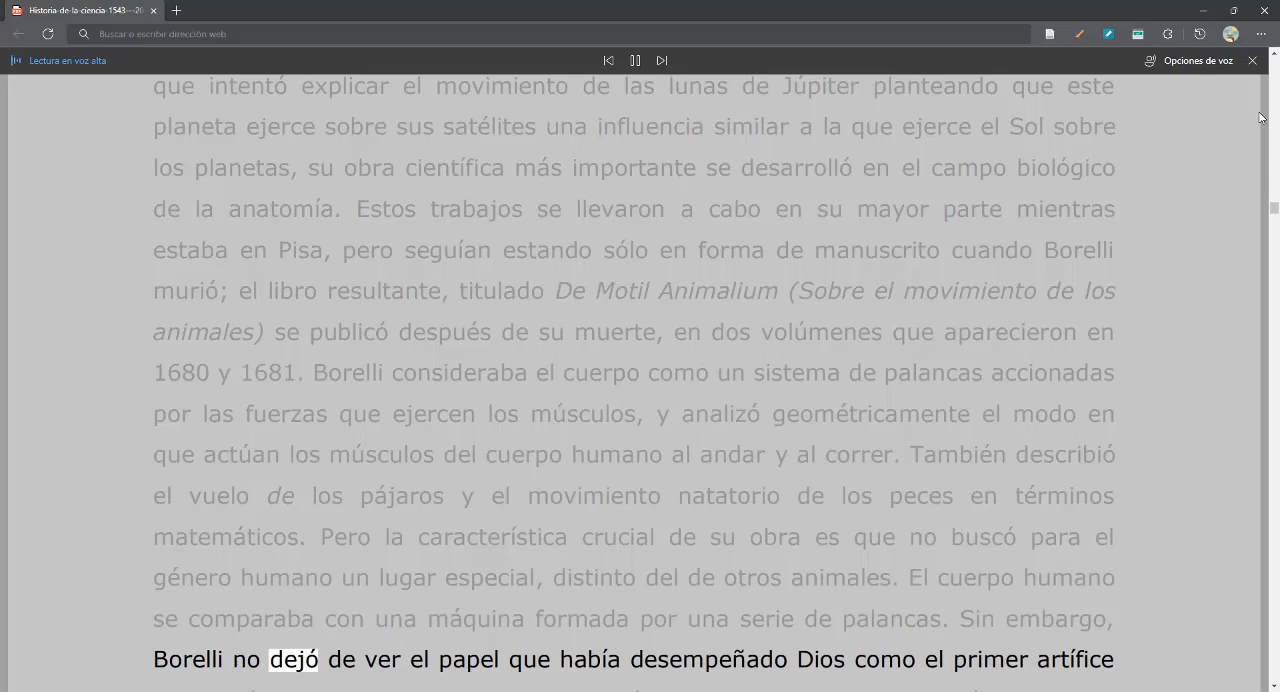 Historia-de-la-ciencia-1543---20
Buscar o escribir dirección web
Lectura en voz alta
Opciones de voz
que intentó explicar el movimiento de las lunas de Júpiter planteando que este
planeta ejerce sobre sus satélites una influencia similar a la que ejerce el Sol sobre
los planetas, su obra científica más importante se desarrolló en el campo biológico
de la anatomía. Estos trabajos se llevaron a cabo en su mayor parte mientras
estaba en Pisa, pero seguían estando sólo en forma de manuscrito cuando Borelli
murió; el libro resultante, titulado De Motil Animalium (Sobre el movimiento de los
animales) se publicó después de su muerte, en dos volúmenes que aparecieron en
1680 y 1681. Borelli consideraba el cuerpo como un sistema de palancas accionadas
por las fuerzas que ejercen los músculos, y analizó geométricamente el modo en
que actúan los músculos del cuerpo humano al andar y al correr. También describió
el vuelo de los pájaros y el movimiento natatorio de los peces en términos
matemáticos. Pero la característica crucial de su obra es que no buscó para el
género humano un lugar especial, distinto del de otros animales. El cuerpo humano
se comparaba con una máquina formada por una serie de palancas. Sin embargo,
Borelli no dejó de ver el papel que había desempeñado Dios como el primer artífice